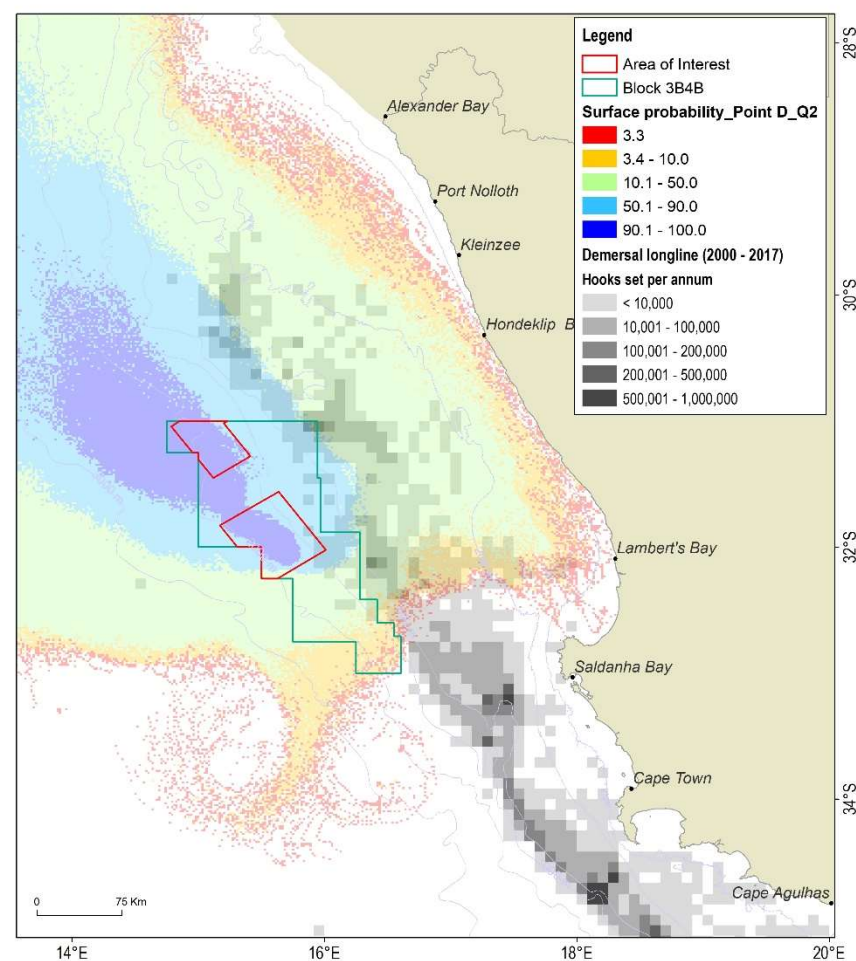 Legend
Area of Interest
Block 3B4B
Surface probability_Point D_Q2
3.3
3.4 - 10.0
10.1 - 50.0
50.1 - 90.0
90.1 - 100.0
Demersal longline (2000 - 2017)
Hooks set per annum
< 10,000
10,001 - 100,000
100,001 - 200,000
200,001 - 500,000
500,001 - 1,000,000
28°S
Alexander Bay
Port Nolloth
Kleinzee
30°S
Hondeklip B
32°S
Lambert's Bay
Saldanha Bay
Cape Town
34°S
Cape Agulhas
0 75 Km
14°E 16°E 18°E 20°E